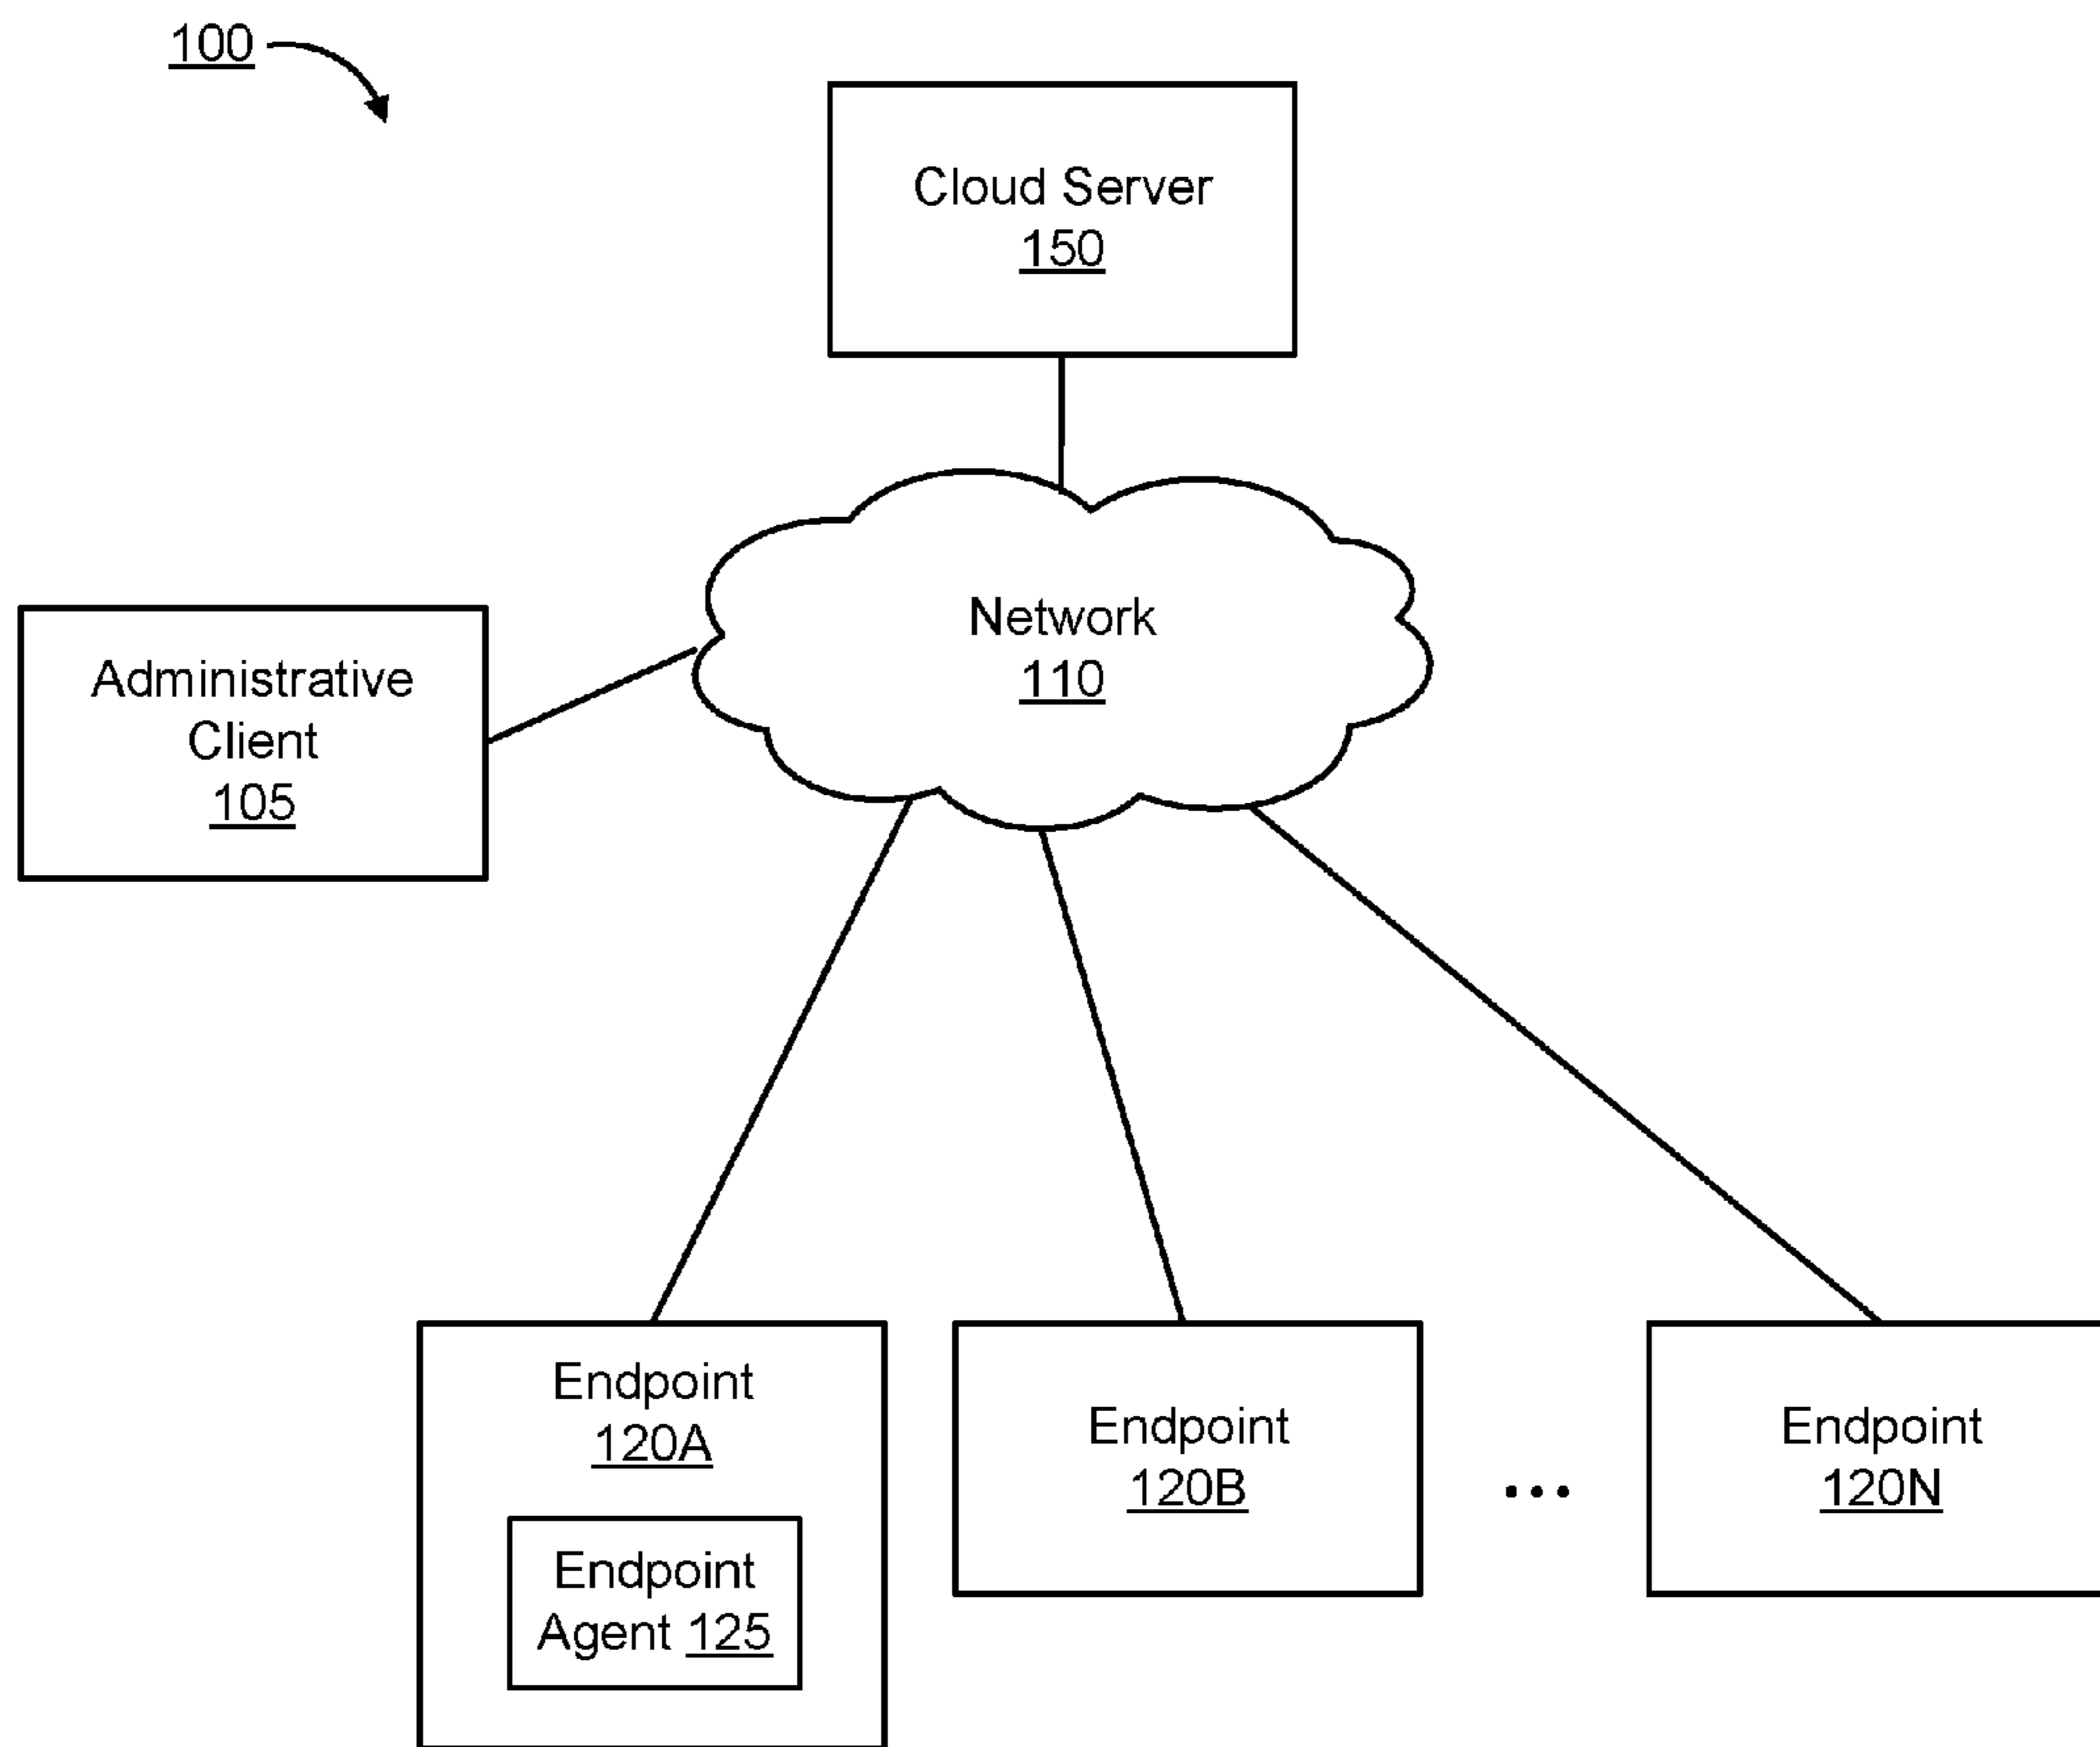 100
Cloud Server
150
Network
110
Administrative
Client
105
Endpoint
120A
Endpoint
Agent 125
Endpoint
120B
...
Endpoint
120N